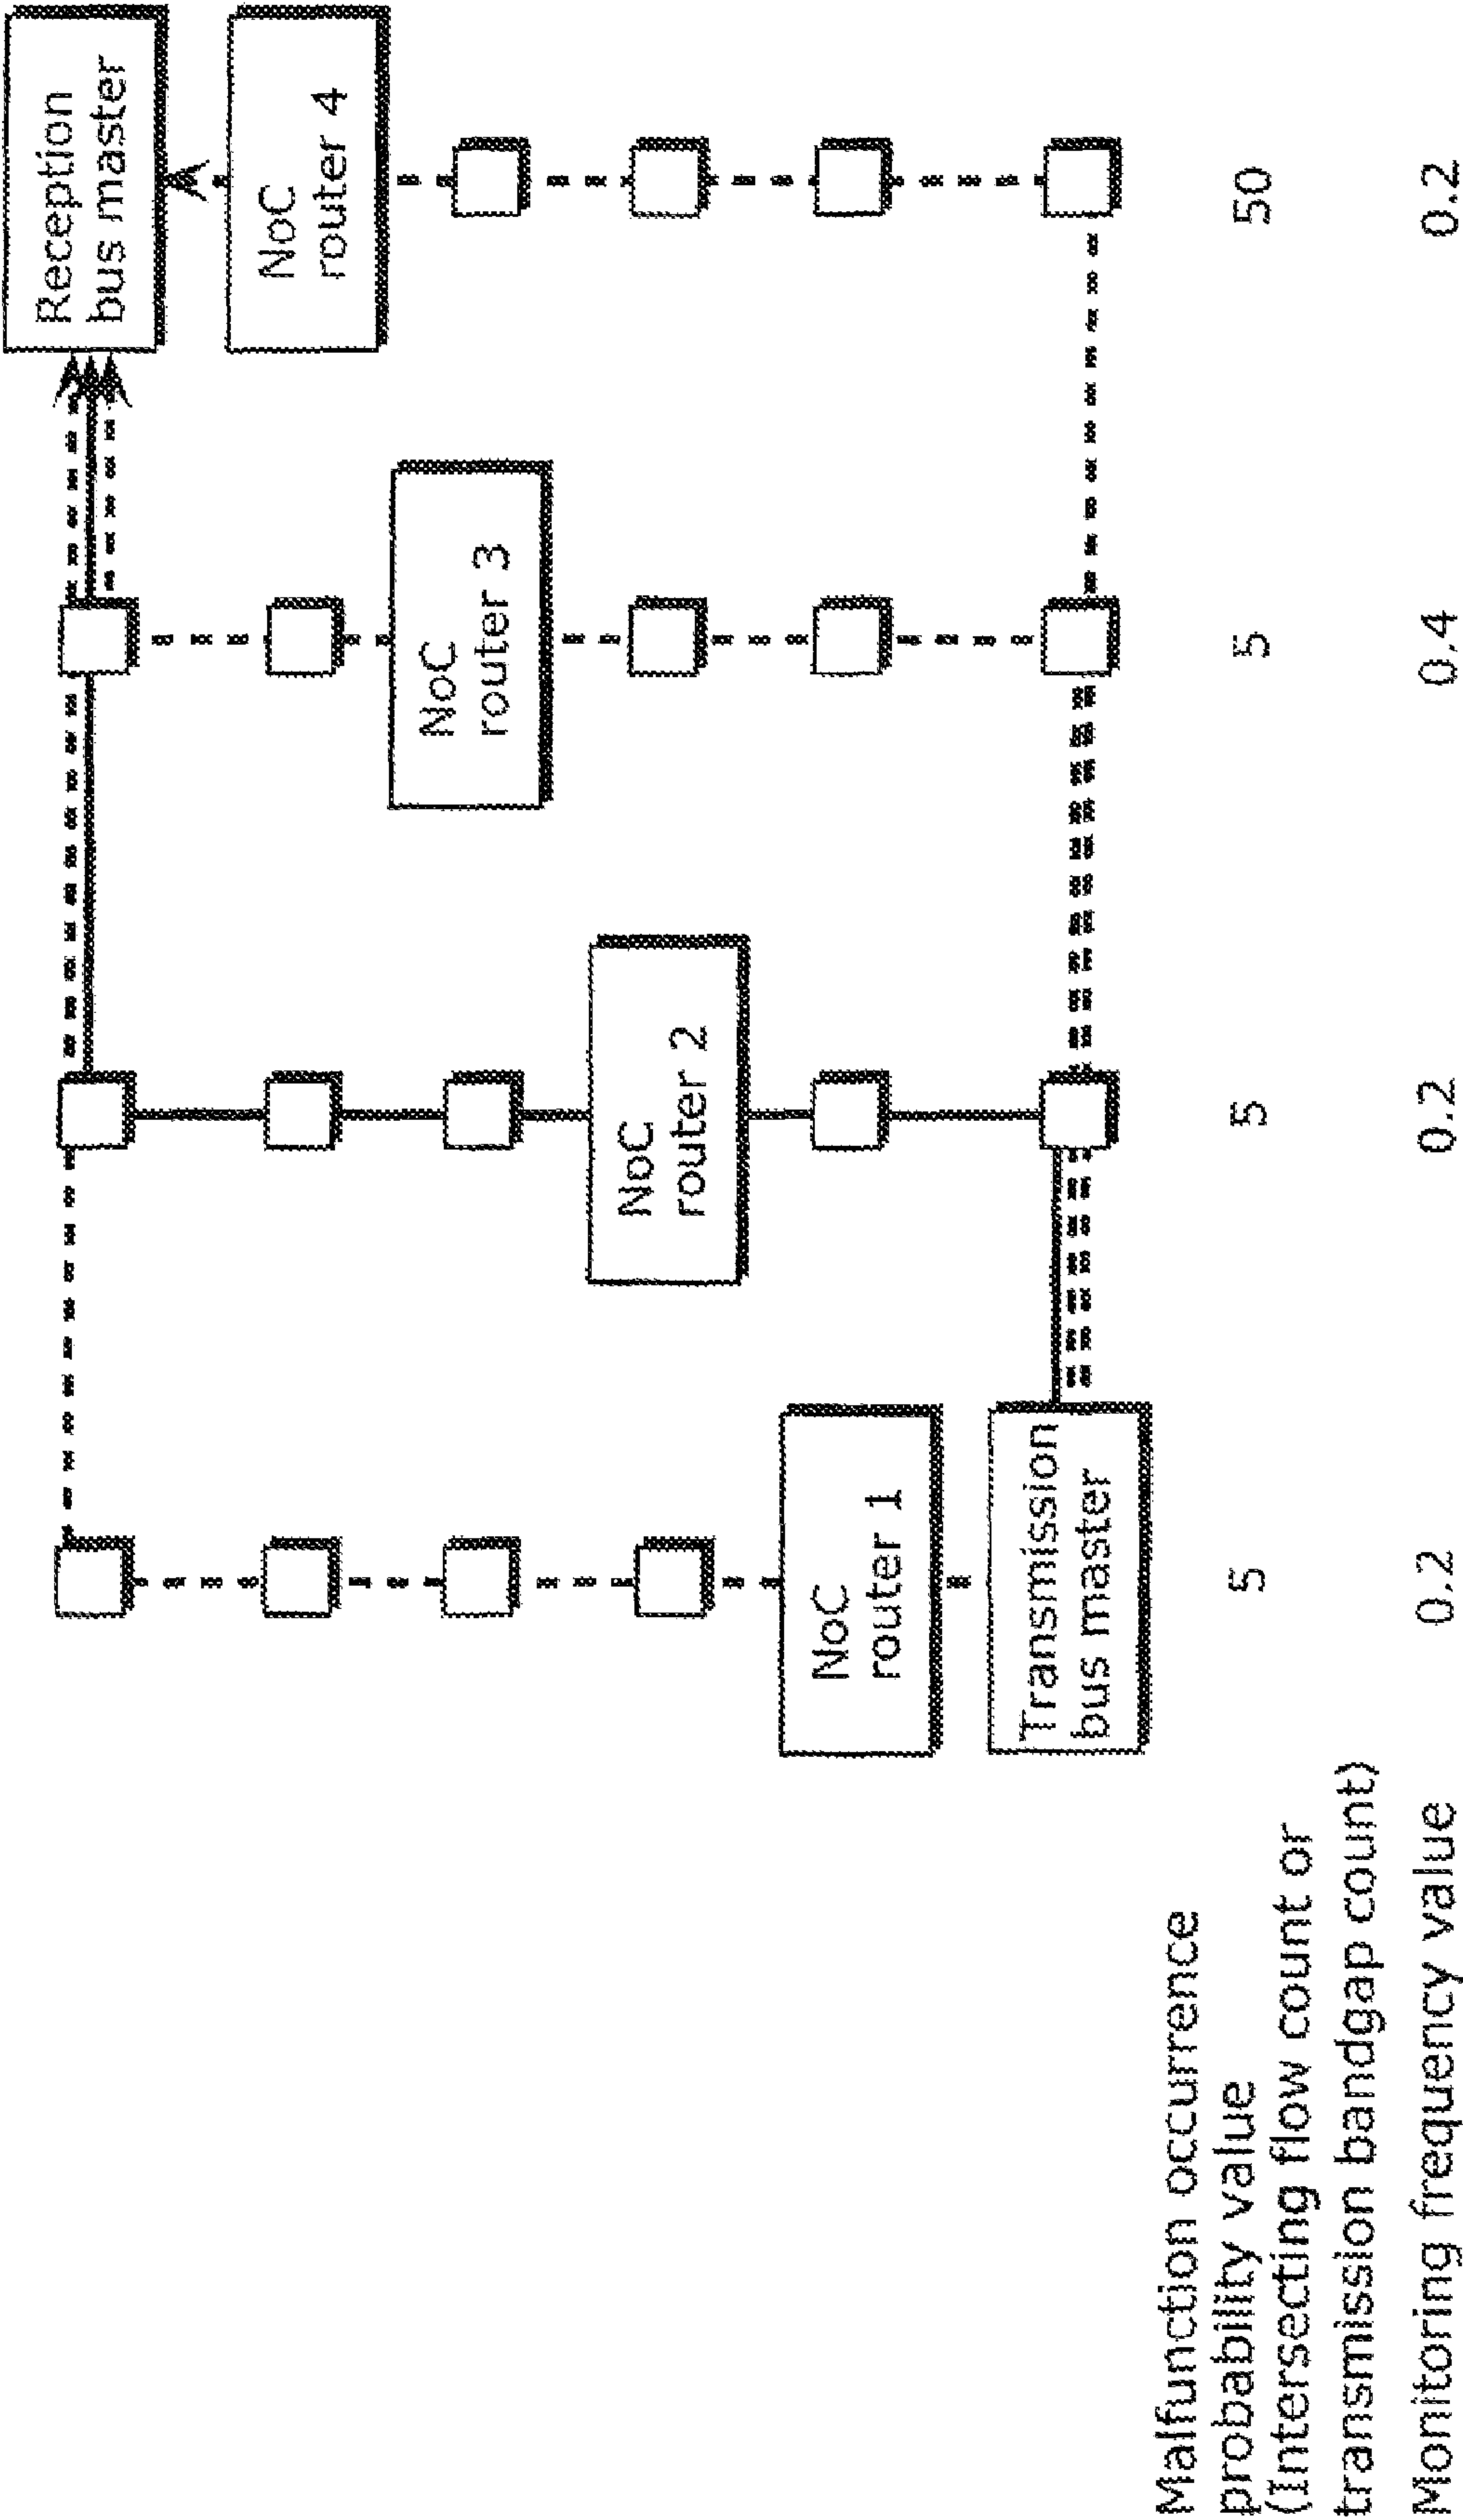 Reception
bus master
NoC
router 4
NoC
router 3
NoC
router 2
NoC
router 1
Transmission
bus master
Malfunction occurrence
probability value
(Intersecting flow count or
transmission bandgap count)
5
5
5
50
Monitoring frequency value
0.2
0.2
0.4
0.2